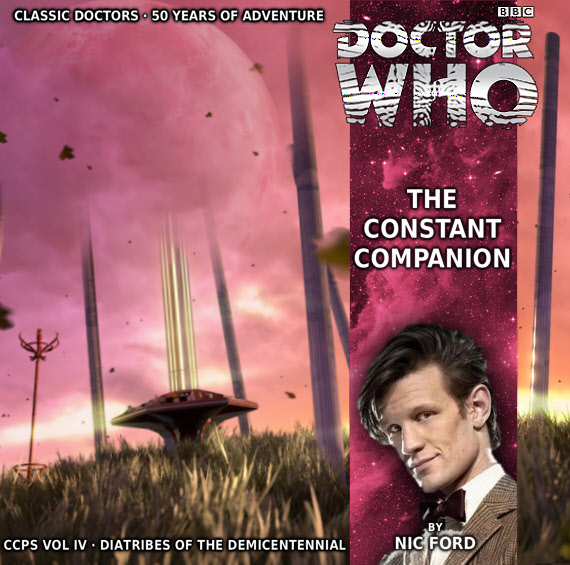 CLASSIC DOCTORS · 50 YEARS OF ADVENTURE
BBC
DOCTOR
WHO
THE
CONSTANT
COMPANION
BY
NIC FORD
CCPS VOL IV · DIATRIBES OF THE DEMICENTENNIAL